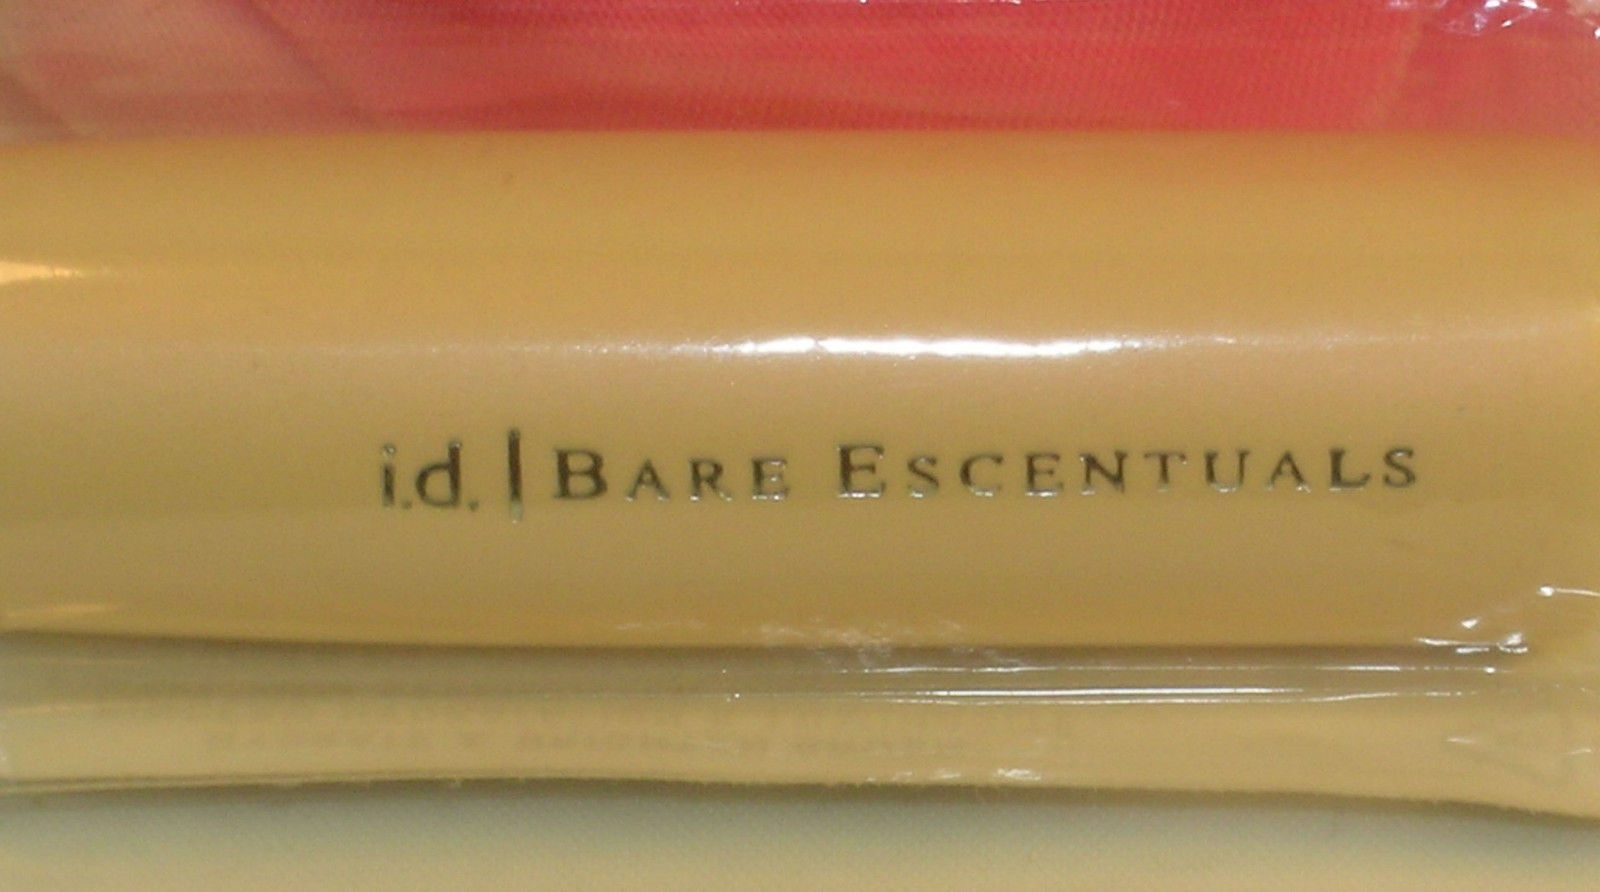 i.d. | BARE ESCENTUALS